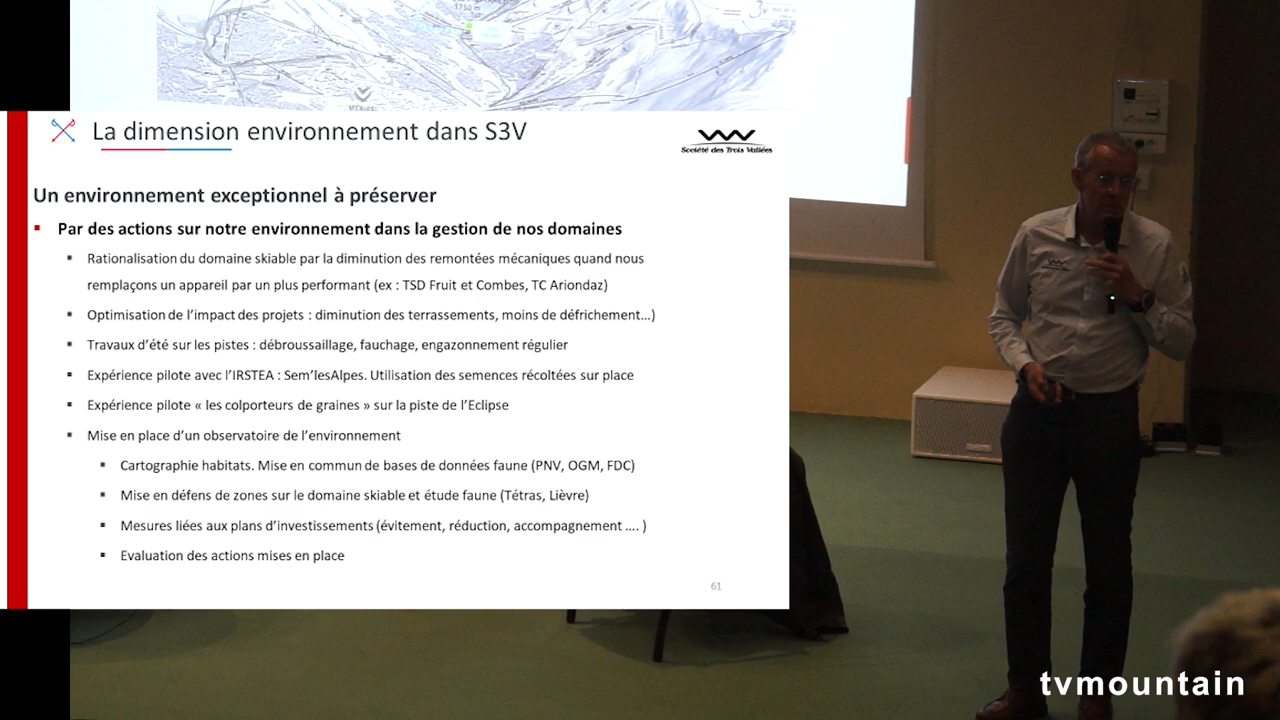 1750 m
La dimension environnement dans S3V
Société des Trois Vallées
Un environnement exceptionnel à préserver
Par des actions sur notre environnement dans la gestion de nos domaines
Rationalisation du domaine skiable par la diminution des remontées mécaniques quand nous
remplaçons un appareil par un plus performant (ex : TSD Fruit et Combes, TC Ariondaz)
Optimisation de l'impact des projets : diminution des terrassements, moins de défrichement...)
Travaux d'été sur les pistes : débroussaillage, fauchage, engazonnement régulier
Expérience pilote avec l'IRSTEA : Sem'lesAlpes. Utilisation des semences récoltées sur place
Expérience pilote « les colporteurs de graines » sur la piste de l'Eclipse
Mise en place d'un observatoire de l'environnement
Cartographie habitats. Mise en commun de bases de données faune (PNV, OGM, FDC)
Mise en défens de zones sur le domaine skiable et étude faune (Tétras, Lièvre)
Mesures liées aux plans d'investissements (évitement, réduction, accompagnement .... )
Evaluation des actions mises en place
61
tvmountain